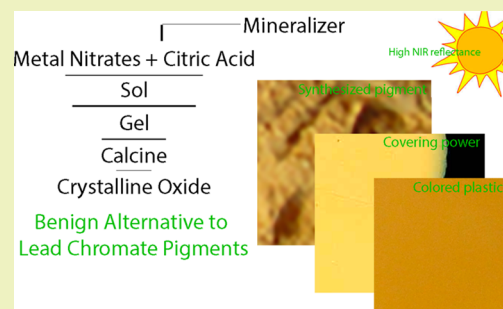 Mineralizer
Metal Nitrates + Citric Acid
Sol
Gel
Calcine
Crystalline Oxide
Benign Alternative to
Lead Chromate Pigments
High NIR reflectance
Synthesized pigment
Covering power
Colored plastic